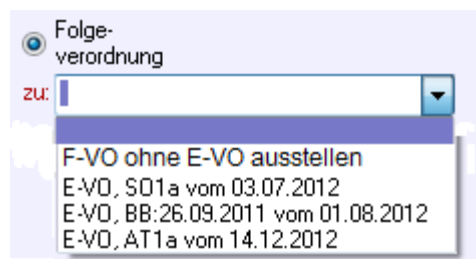 Folge-
verordnung
zu:
F-VO ohne E-VO ausstellen
E-VO, SO1a vom 03.07.2012
E-VO, BB:26.09.2011 vom 01.08.2012
E-VO, AT1a vom 14.12.2012